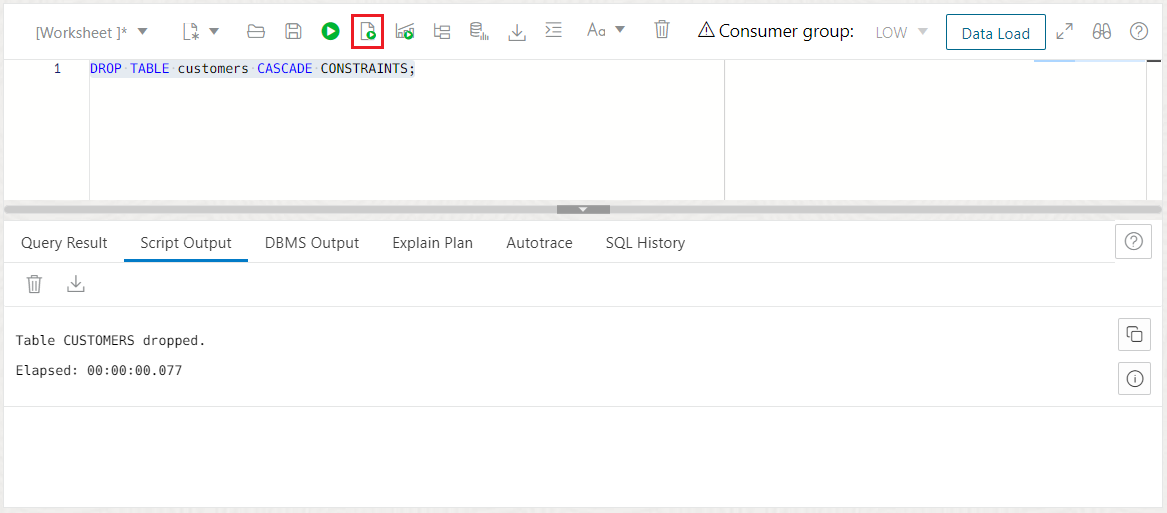 [Worksheet ]* Aa Consumer group: LOW Data Load
1 DROP TABLE customers CASCADE CONSTRAINTS;
Query Result Script Output DBMS Output Explain Plan Autotrace SQL History
Table CUSTOMERS dropped.
Elapsed: 00:00:00.077